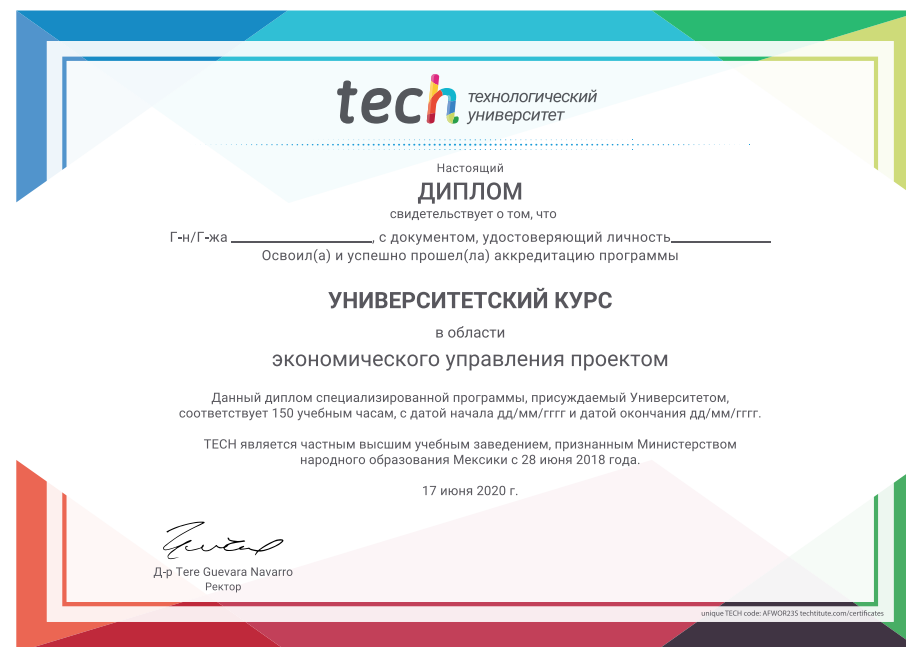 tech технологический
университет
Настоящий
ДИПЛОМ
свидетельствует о том, что
Г-н/Г-жа ____________________, с документом, удостоверяющий личность______________
Освоил(а) и успешно прошел(ла) аккредитацию программы
УНИВЕРСИТЕТСКИЙ КУРС
в области
экономического управления проектом
Данный диплом специализированной программы, присуждаемый Университетом,
соответствует 150 учебным часам, с датой начала дд/мм/гггг и датой окончания дд/мм/гггг.
TECH является частным высшим учебным заведением, признанным Министерством
народного образования Мексики с 28 июня 2018 года.
17 июня 2020 г.
Д-р Tere Guevara Navarro
Ректор
unique TECH code: AFWOR23S techtitute.com/certificates